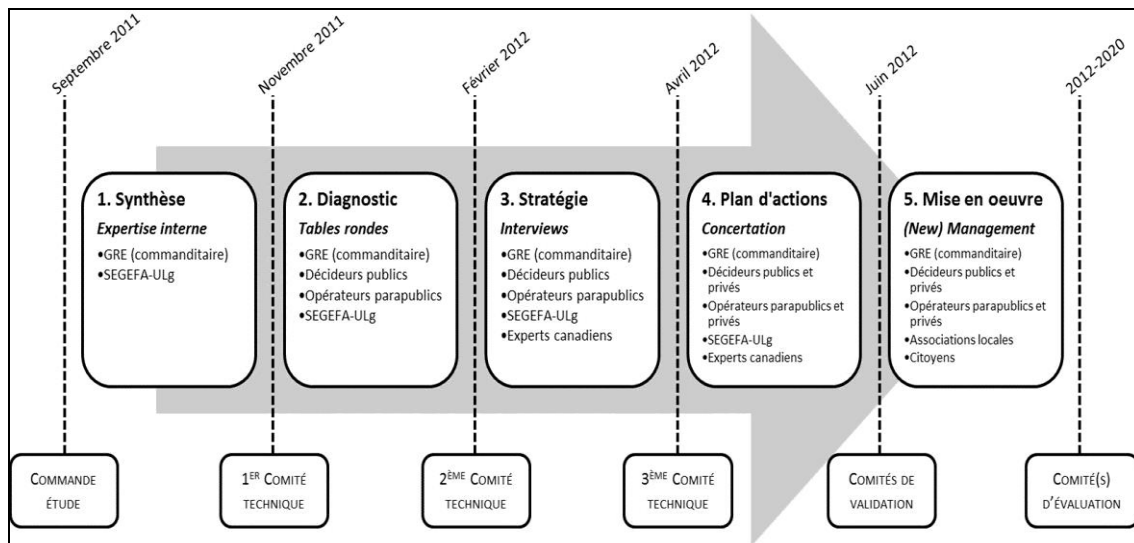 Septembre 2011
Novembre 2011
Février 2012
Avril 2012
Juin 2012
2012-2020
1. Synthèse
Expertise interne
•GRE (commanditaire)
•SEGEFA-ULg
2. Diagnostic
Tables rondes
•GRE (commanditaire)
•Décideurs publics
•Opérateurs parapublics
•SEGEFA-ULg
3. Stratégie
Interviews
•GRE (commanditaire)
•Décideurs publics
•Opérateurs parapublics
•SEGEFA-ULg
•Experts canadiens
4. Plan d'actions
Concertation
•GRE (commanditaire)
•Décideurs publics et
privés
•Opérateurs parapublics et
privés
•SEGEFA-ULg
•Experts canadiens
5. Mise en oeuvre
(New) Management
•GRE (commanditaire)
•Décideurs publics et
privés
•Opérateurs parapublics et
privés
•Associations locales
•Citoyens
COMMANDE
ÉTUDE
1ER COMITÉ
TECHNIQUE
2ÈME COMITÉ
TECHNIQUE
3ÈME COMITÉ
TECHNIQUE
COMITÉS DE
VALIDATION
COMITÉ(S)
D'ÉVALUATION